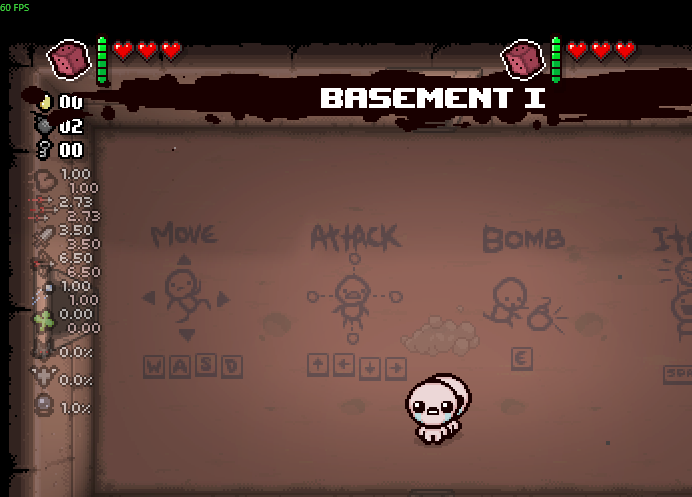 60 FPS
BASEMENT I
00
02
00
1.00
1.00
2.73
2.73
3.50
3.50
6.50
6.50
1.00
1.00
0.00
0.00
0.0%
0.0%
1.0%
MOVE
ATTACK
BOMB
W A S D
↑ ← ↓ →
E